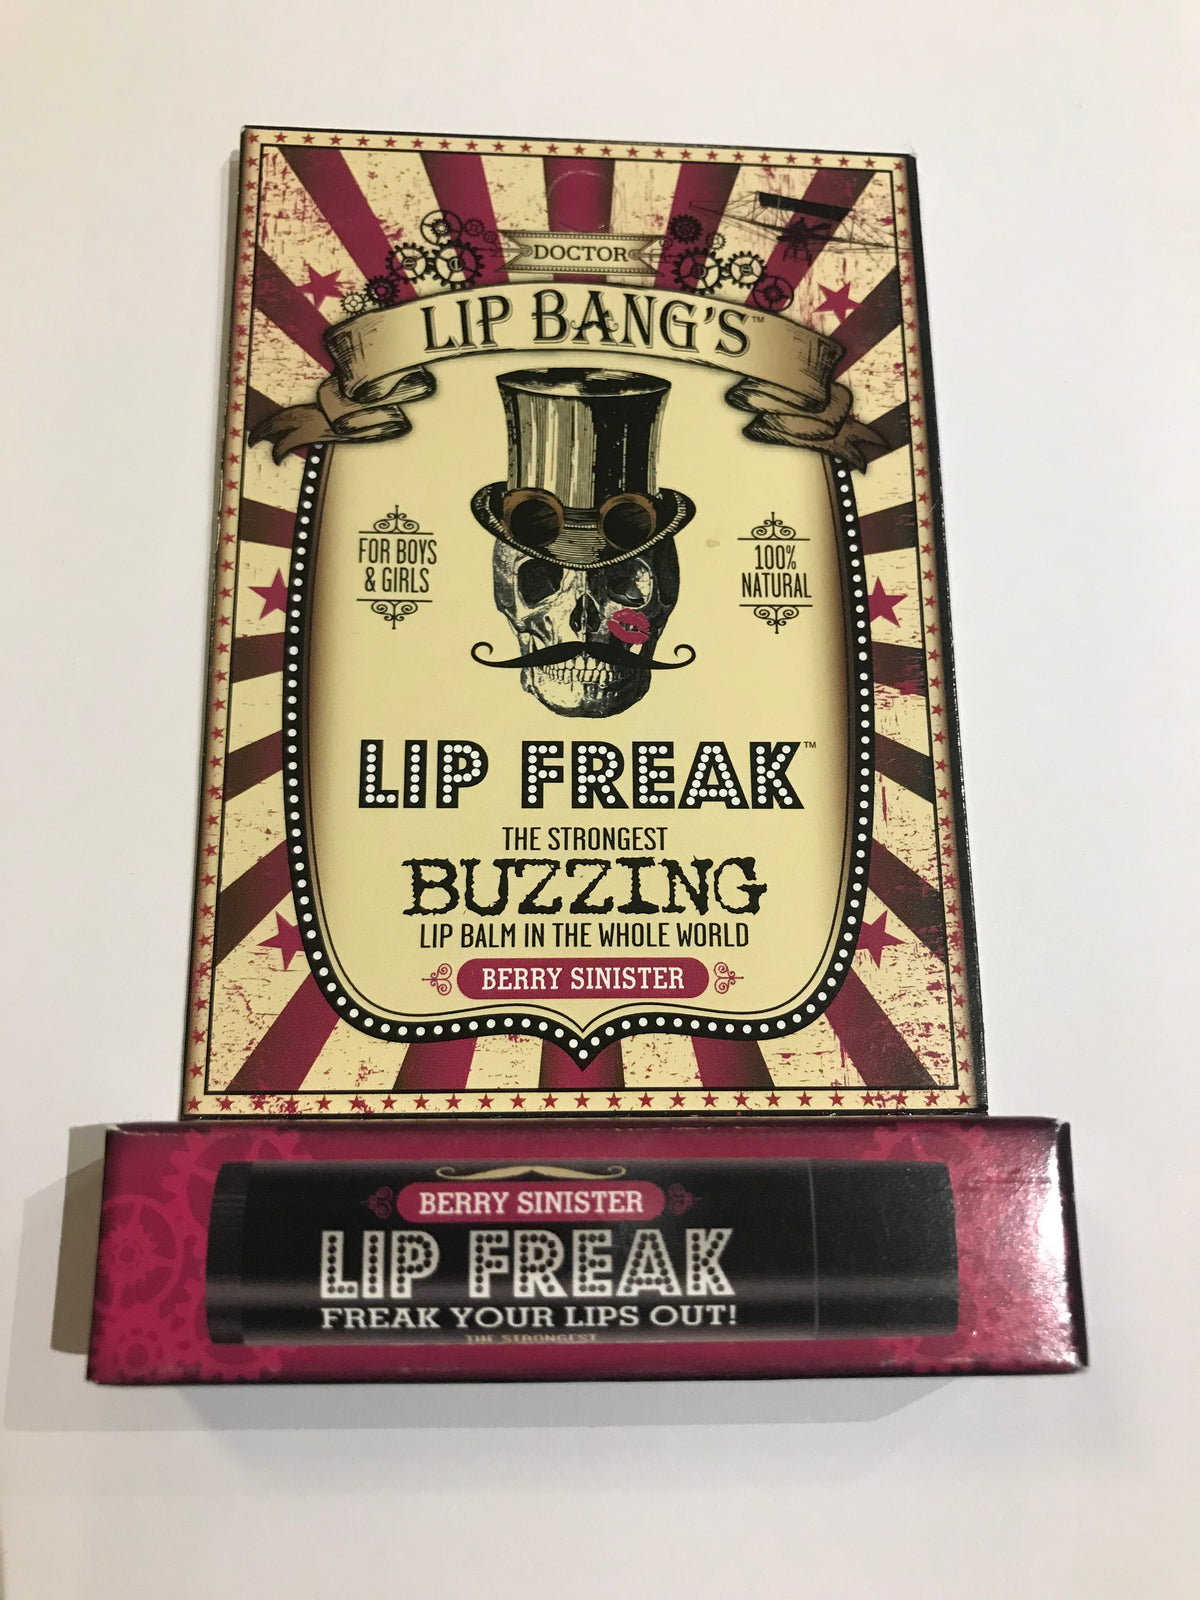 DOCTOR
LIP BANG'S™
FOR BOYS
& GIRLS
100%
NATURAL
LIP FREAK™
THE STRONGEST
BUZZING
LIP BALM IN THE WHOLE WORLD
BERRY SINISTER
BERRY SINISTER
LIP FREAK
FREAK YOUR LIPS OUT!
THE STRONGEST